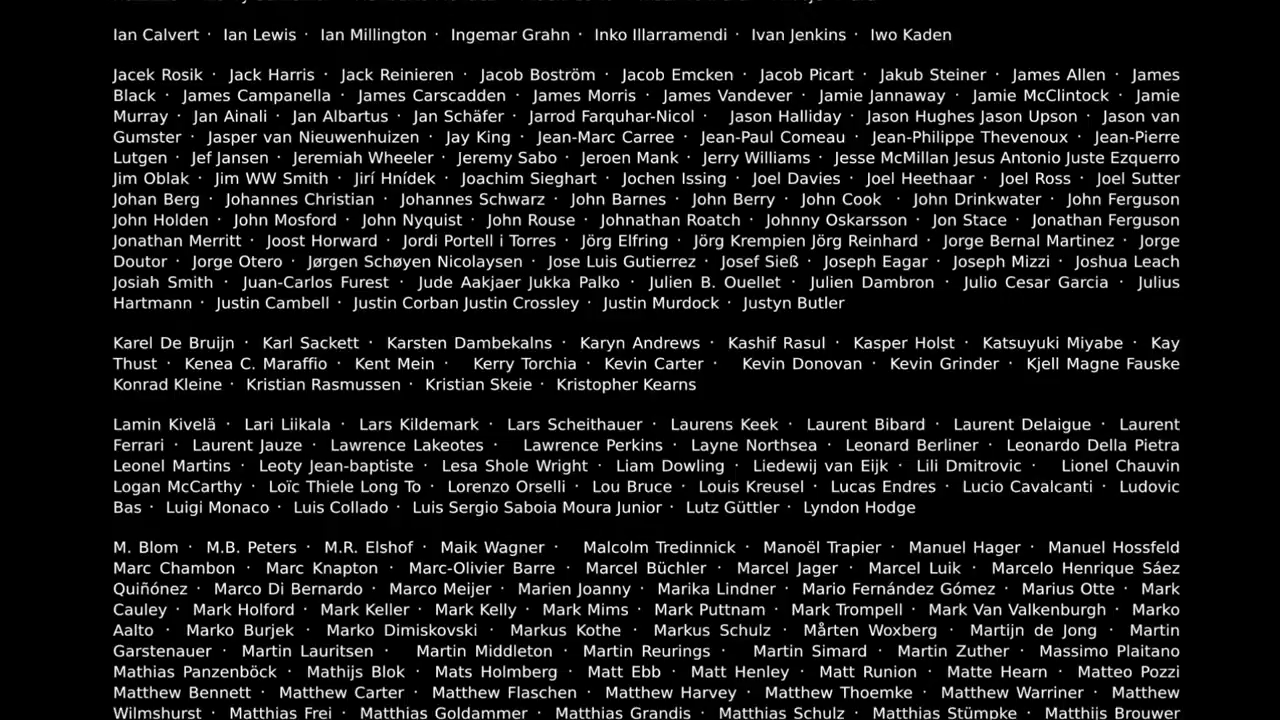 Ian Calvert · Ian Lewis · Ian Millington · Ingemar Grahn · Inko Illarramendi · Ivan Jenkins · Iwo Kaden
Jacek Rosik · Jack Harris · Jack Reinieren · Jacob Boström · Jacob Emcken · Jacob Picart · Jakub Steiner · James Allen · James
Black · James Campanella · James Carscadden · James Morris · James Vandever · Jamie Jannaway · Jamie McClintock · Jamie
Murray · Jan Ainali · Jan Albartus · Jan Schäfer · Jarrod Farquhar-Nicol · Jason Halliday · Jason Hughes Jason Upson · Jason van
Gumster · Jasper van Nieuwenhuizen · Jay King · Jean-Marc Carree · Jean-Paul Comeau · Jean-Philippe Thevenoux · Jean-Pierre
Lutgen · Jef Jansen · Jeremiah Wheeler · Jeremy Sabo · Jeroen Mank · Jerry Williams · Jesse McMillan Jesus Antonio Juste Ezquerro
Jim Oblak · Jim WW Smith · Jirí Hnídek · Joachim Sieghart · Jochen Issing · Joel Davies · Joel Heethaar · Joel Ross · Joel Sutter
Johan Berg · Johannes Christian · Johannes Schwarz · John Barnes · John Berry · John Cook · John Drinkwater · John Ferguson
John Holden · John Mosford · John Nyquist · John Rouse · Johnathan Roatch · Johnny Oskarsson · Jon Stace · Jonathan Ferguson
Jonathan Merritt · Joost Horward · Jordi Portell i Torres · Jörg Elfring · Jörg Krempien Jörg Reinhard · Jorge Bernal Martinez · Jorge
Doutor · Jorge Otero · Jørgen Schøyen Nicolaysen · Jose Luis Gutierrez · Josef Sieß · Joseph Eagar · Joseph Mizzi · Joshua Leach
Josiah Smith · Juan-Carlos Furest · Jude Aakjaer Jukka Palko · Julien B. Ouellet · Julien Dambron · Julio Cesar Garcia · Julius
Hartmann · Justin Cambell · Justin Corban Justin Crossley · Justin Murdock · Justyn Butler
Karel De Bruijn · Karl Sackett · Karsten Dambekalns · Karyn Andrews · Kashif Rasul · Kasper Holst · Katsuyuki Miyabe · Kay
Thust · Kenea C. Maraffio · Kent Mein · Kerry Torchia · Kevin Carter · Kevin Donovan · Kevin Grinder · Kjell Magne Fauske
Konrad Kleine · Kristian Rasmussen · Kristian Skeie · Kristopher Kearns
Lamin Kivelä · Lari Liikala · Lars Kildemark · Lars Scheithauer · Laurens Keek · Laurent Bibard · Laurent Delaigue · Laurent
Ferrari · Laurent Jauze · Lawrence Lakeotes · Lawrence Perkins · Layne Northsea · Leonard Berliner · Leonardo Della Pietra
Leonel Martins · Leoty Jean-baptiste · Lesa Shole Wright · Liam Dowling · Liedewij van Eijk · Lili Dmitrovic · Lionel Chauvin
Logan McCarthy · Loïc Thiele Long To · Lorenzo Orselli · Lou Bruce · Louis Kreusel · Lucas Endres · Lucio Cavalcanti · Ludovic
Bas · Luigi Monaco · Luis Collado · Luis Sergio Saboia Moura Junior · Lutz Güttler · Lyndon Hodge
M. Blom · M.B. Peters · M.R. Elshof · Maik Wagner · Malcolm Tredinnick · Manoël Trapier · Manuel Hager · Manuel Hossfeld
Marc Chambon · Marc Knapton · Marc-Olivier Barre · Marcel Büchler · Marcel Jager · Marcel Luik · Marcelo Henrique Sáez
Quiñónez · Marco Di Bernardo · Marco Meijer · Marien Joanny · Marika Lindner · Mario Fernández Gómez · Marius Otte · Mark
Cauley · Mark Holford · Mark Keller · Mark Kelly · Mark Mims · Mark Puttnam · Mark Trompell · Mark Van Valkenburgh · Marko
Aalto · Marko Burjek · Marko Dimiskovski · Markus Kothe · Markus Schulz · Mårten Woxberg · Martijn de Jong · Martin
Garstenauer · Martin Lauritsen · Martin Middleton · Martin Reurings · Martin Simard · Martin Zuther · Massimo Plaitano
Mathias Panzenböck · Mathijs Blok · Mats Holmberg · Matt Ebb · Matt Henley · Matt Runion · Matte Hearn · Matteo Pozzi
Matthew Bennett · Matthew Carter · Matthew Flaschen · Matthew Harvey · Matthew Thoemke · Matthew Warriner · Matthew
Wilmshurst · Matthias Frei · Matthias Goldammer · Matthias Grandis · Matthias Schulz · Matthias Stümpke · Matthijs Brouwer